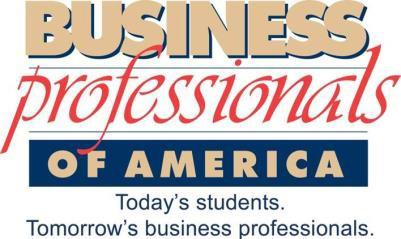 BUSINESS
professionals
OF AMERICA
Today's students.
Tomorrow's business professionals.